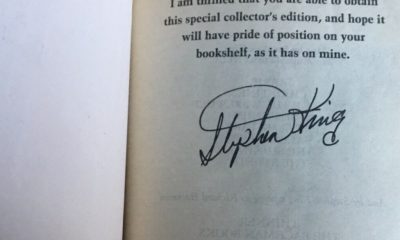 I am thrilled that you are able to obtain
this special collector's edition, and hope it
will have pride of position on your
bookshelf, as it has on mine.
Stephen King